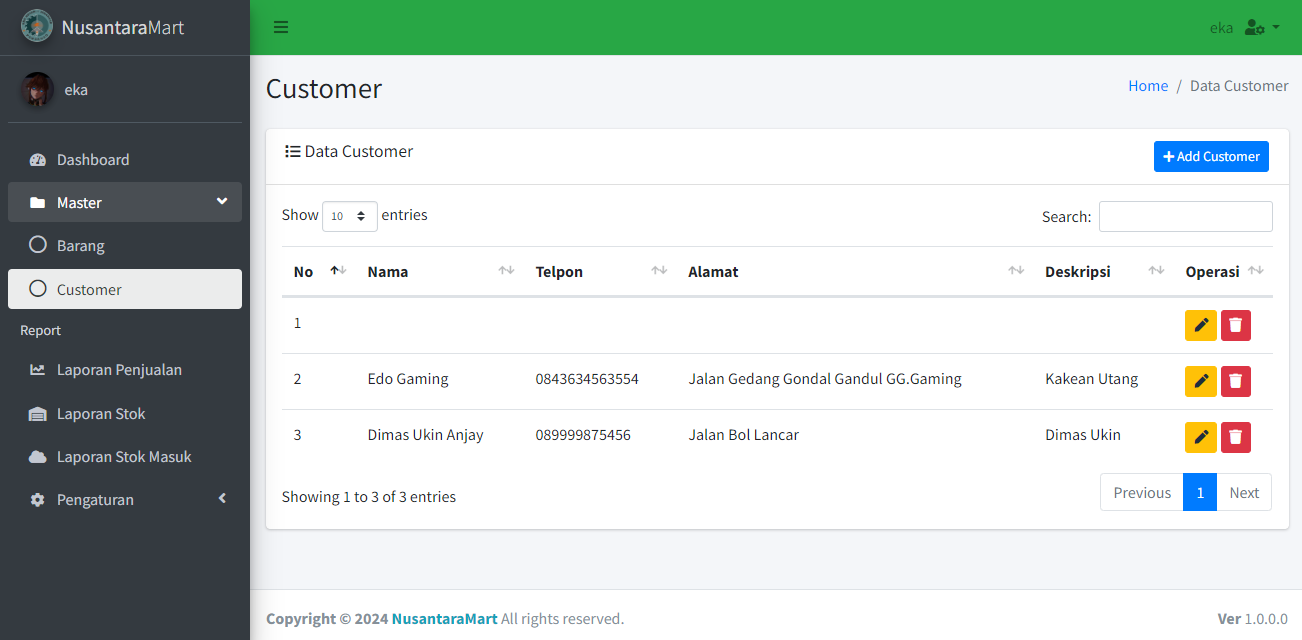 NusantaraMart
eka
eka
Dashboard
Master
Barang
Customer
Report
Laporan Penjualan
Laporan Stok
Laporan Stok Masuk
Pengaturan
Customer
Home / Data Customer
Data Customer
Add Customer
Show 10 entries
Search:
No Nama Telpon Alamat Deskripsi Operasi
1
2 Edo Gaming 0843634563554 Jalan Gedang Gondal Gandul GG.Gaming Kakean Utang
3 Dimas Ukin Anjay 089999875456 Jalan Bol Lancar Dimas Ukin
Showing 1 to 3 of 3 entries
Previous 1 Next
Copyright © 2024 NusantaraMart All rights reserved.
Ver 1.0.0.0